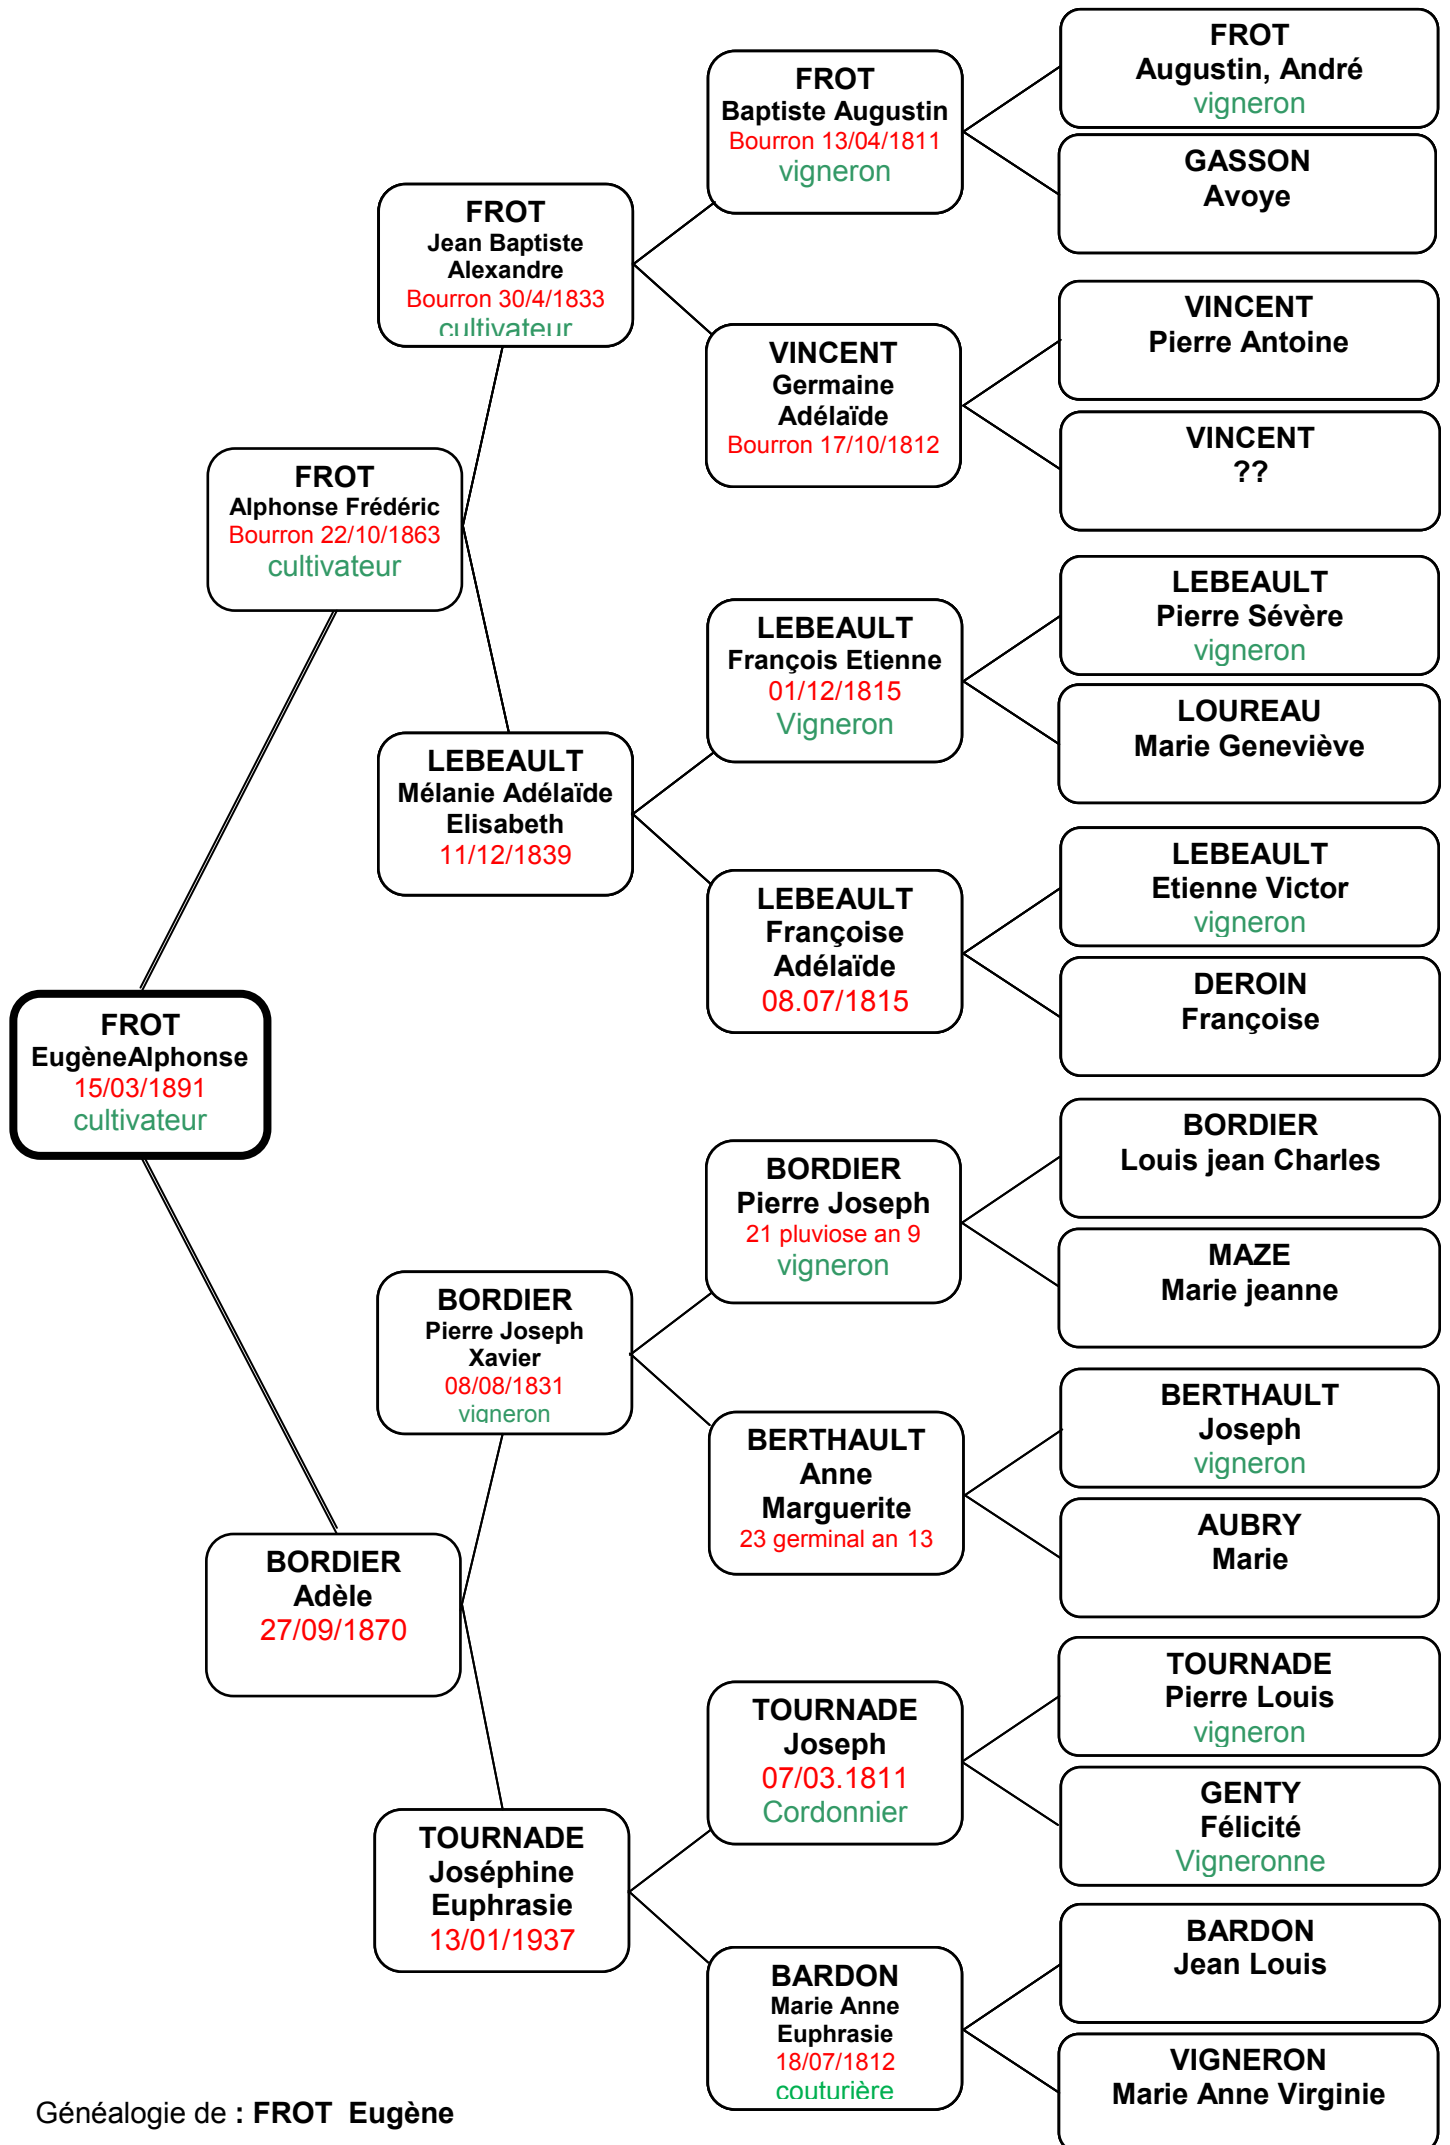 FROT
Augustin, André
vigneron
GASSON
Avoye
FROT
Baptiste Augustin
Bourron 13/04/1811
vigneron
FROT
Jean Baptiste
Alexandre
Bourron 30/4/1833
cultivateur
VINCENT
Pierre Antoine
VINCENT
Germaine
Adélaïde
Bourron 17/10/1812
VINCENT
??
FROT
Alphonse Frédéric
Bourron 22/10/1863
cultivateur
LEBEAULT
Pierre Sévère
vigneron
LEBEAULT
François Etienne
01/12/1815
Vigneron
LOUREAU
Marie Geneviève
LEBEAULT
Mélanie Adélaïde
Elisabeth
11/12/1839
LEBEAULT
Etienne Victor
vigneron
LEBEAULT
Françoise
Adélaïde
08.07/1815
DEROIN
Françoise
FROT
EugèneAlphonse
15/03/1891
cultivateur
BORDIER
Louis jean Charles
BORDIER
Pierre Joseph
21 pluviose an 9
vigneron
MAZE
Marie jeanne
BORDIER
Pierre Joseph
Xavier
08/08/1831
vigneron
BERTHAULT
Joseph
vigneron
BERTHAULT
Anne
Marguerite
23 germinal an 13
AUBRY
Marie
BORDIER
Adèle
27/09/1870
TOURNADE
Pierre Louis
vigneron
TOURNADE
Joseph
07/03.1811
Cordonnier
GENTY
Félicité
Vigneronne
TOURNADE
Joséphine
Euphrasie
13/01/1937
BARDON
Jean Louis
BARDON
Marie Anne
Euphrasie
18/07/1812
couturière
VIGNERON
Marie Anne Virginie
Généalogie de : FROT Eugène